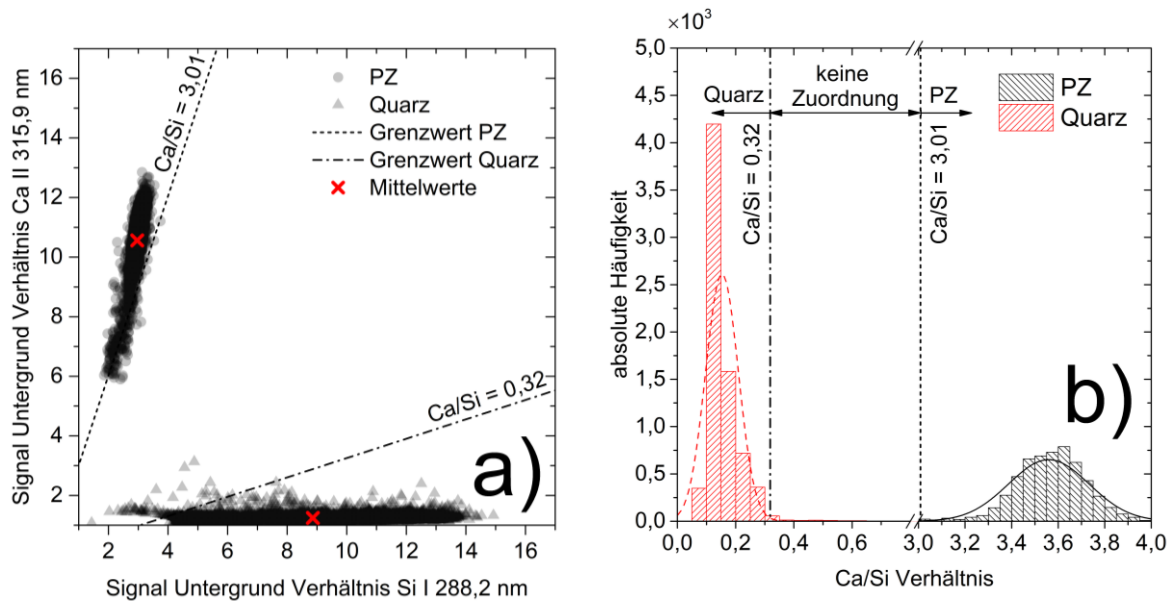 16
14
12
10
8
6
4
2
2
4
6
8
10
12
14
16
Signal Untergrund Verhältnis Ca II 315,9 nm
Signal Untergrund Verhältnis Si I 288,2 nm
PZ
Quarz
Grenzwert PZ
Grenzwert Quarz
Mittelwerte
Ca/Si = 3,01
Ca/Si = 0,32
a)
×10³
5,0
4,5
4,0
3,5
3,0
2,5
2,0
1,5
1,0
0,5
0,0
0,0
0,2
0,4
0,6
3,0
3,2
3,4
3,6
3,8
4,0
absolute Häufigkeit
Ca/Si Verhältnis
Quarz
keine
Zuordnung
PZ
Ca/Si = 0,32
Ca/Si = 3,01
PZ
Quarz
b)